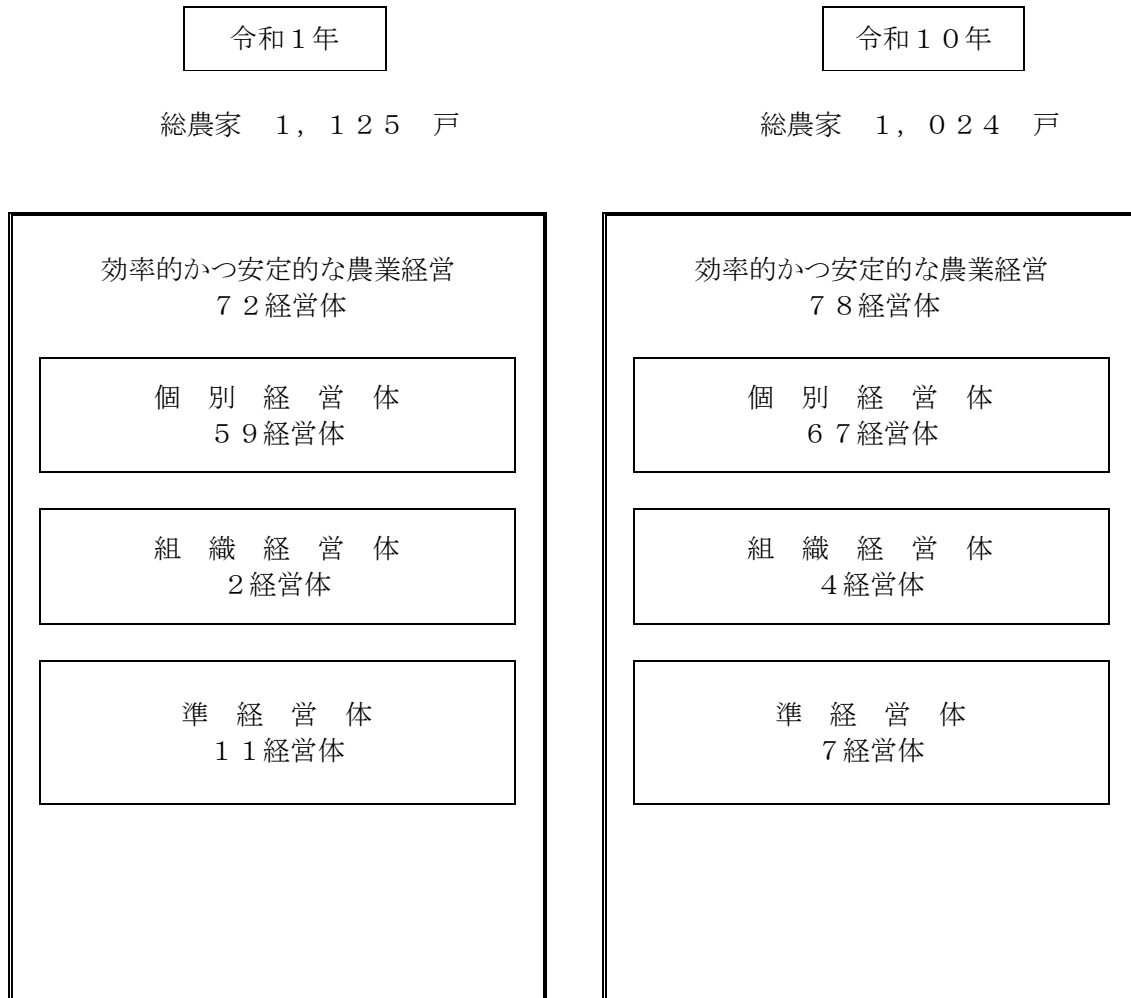 令和１年
総農家　１，１２５　戸
効率的かつ安定的な農業経営
７２経営体
個　別　経　営　体
５９経営体
組　織　経　営　体
２経営体
準　経　営　体
１１経営体
令和１０年
総農家　１，０２４　戸
効率的かつ安定的な農業経営
７８経営体
個　別　経　営　体
６７経営体
組　織　経　営　体
４経営体
準　経　営　体
７経営体